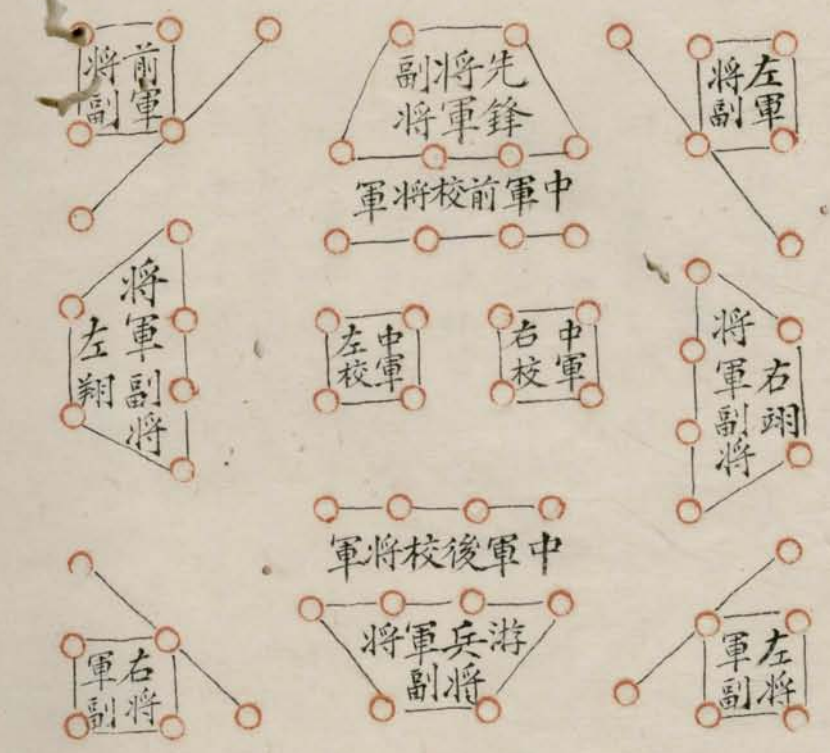 左軍
将副
先鋒
将軍
副将
前軍
将副
中軍前校将軍
右翊
将軍副将
中軍
右校
中軍
左校
将軍副将
左翔
中軍後校将軍
左将
軍副
游兵軍将
将副
右将
軍副